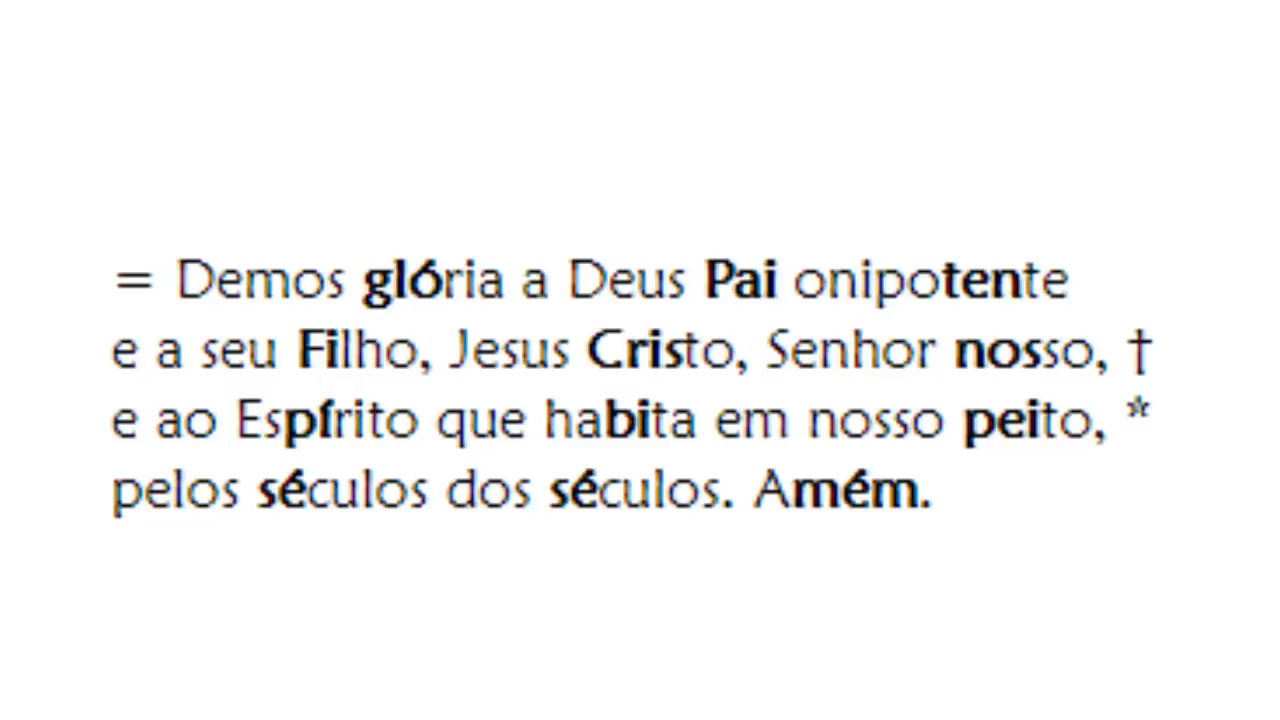 = Demos glória a Deus Pai onipotente
e a seu Filho, Jesus Cristo, Senhor nosso, †
e ao Espírito que habita em nosso peito, *
pelos séculos dos séculos. Amém.